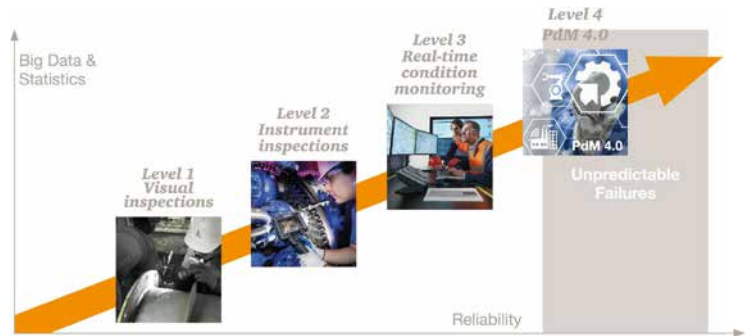 Big Data &
Statistics
Level 1
Visual
inspections
Level 2
Instrument
inspections
Level 3
Real-time
condition
monitoring
Level 4
PdM 4.0
PdM 4.0
Unpredictable
Failures
Reliability